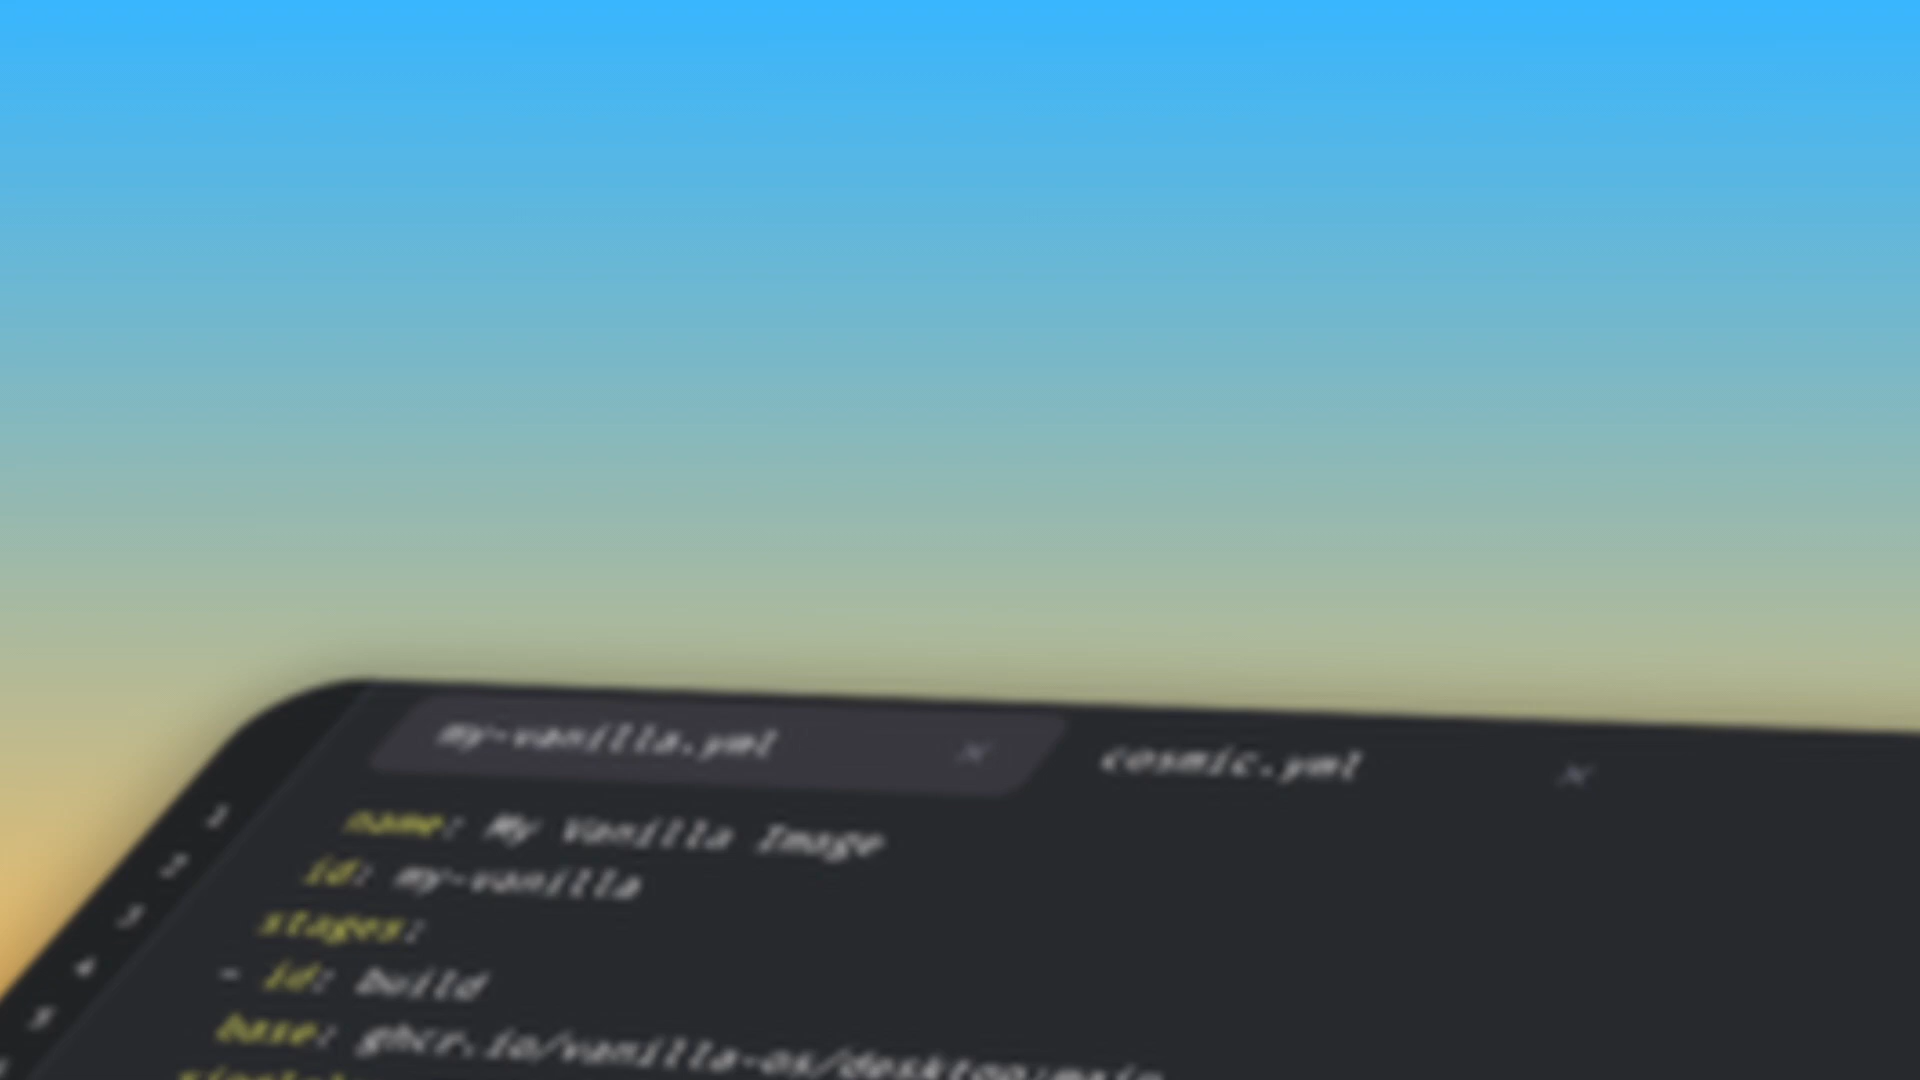 my-vanilla.yml × cosmic.yml ×
1 name: My Vanilla Image
2 id: my-vanilla
3 stages:
4 - id: build
5 base: ghcr.io/vanilla-os/desktop:main